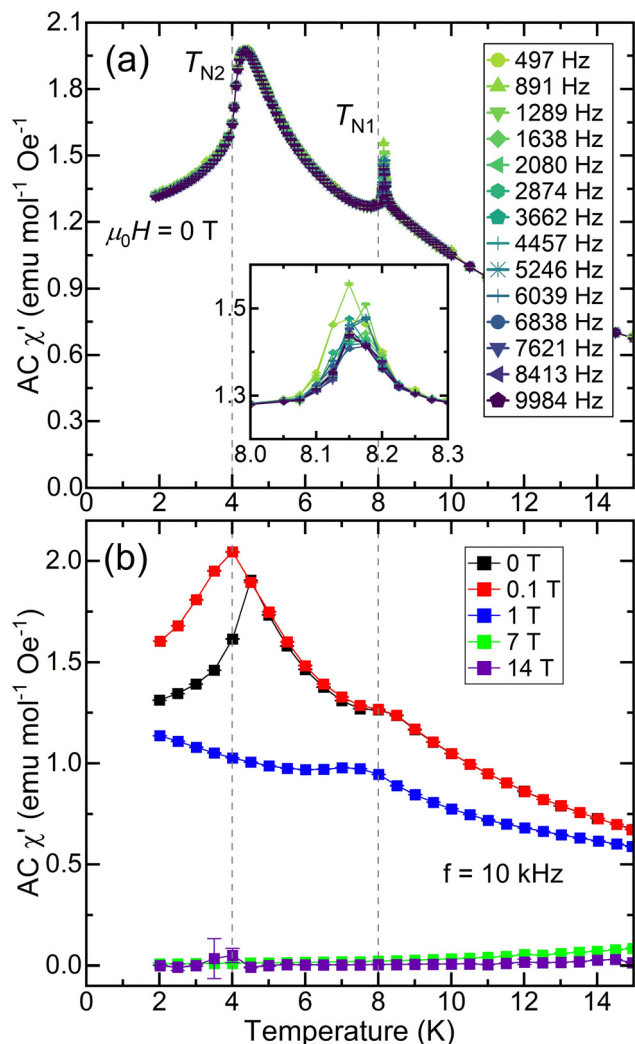 (a)
T_N2
T_N1
497 Hz
891 Hz
1289 Hz
1638 Hz
2080 Hz
2874 Hz
3662 Hz
4457 Hz
5246 Hz
6039 Hz
6838 Hz
7621 Hz
8413 Hz
9984 Hz
μ₀H = 0 T
AC χ' (emu mol⁻¹ Oe⁻¹)
2.1
1.8
1.5
1.2
0.9
0.6
0.3
0.0
1.5
1.3
8.0 8.1 8.2 8.3
0 2 4 6 8 10 12 14
(b)
0 T
0.1 T
1 T
7 T
14 T
AC χ' (emu mol⁻¹ Oe⁻¹)
2.0
1.5
1.0
0.5
0.0
f = 10 kHz
0 2 4 6 8 10 12 14
Temperature (K)